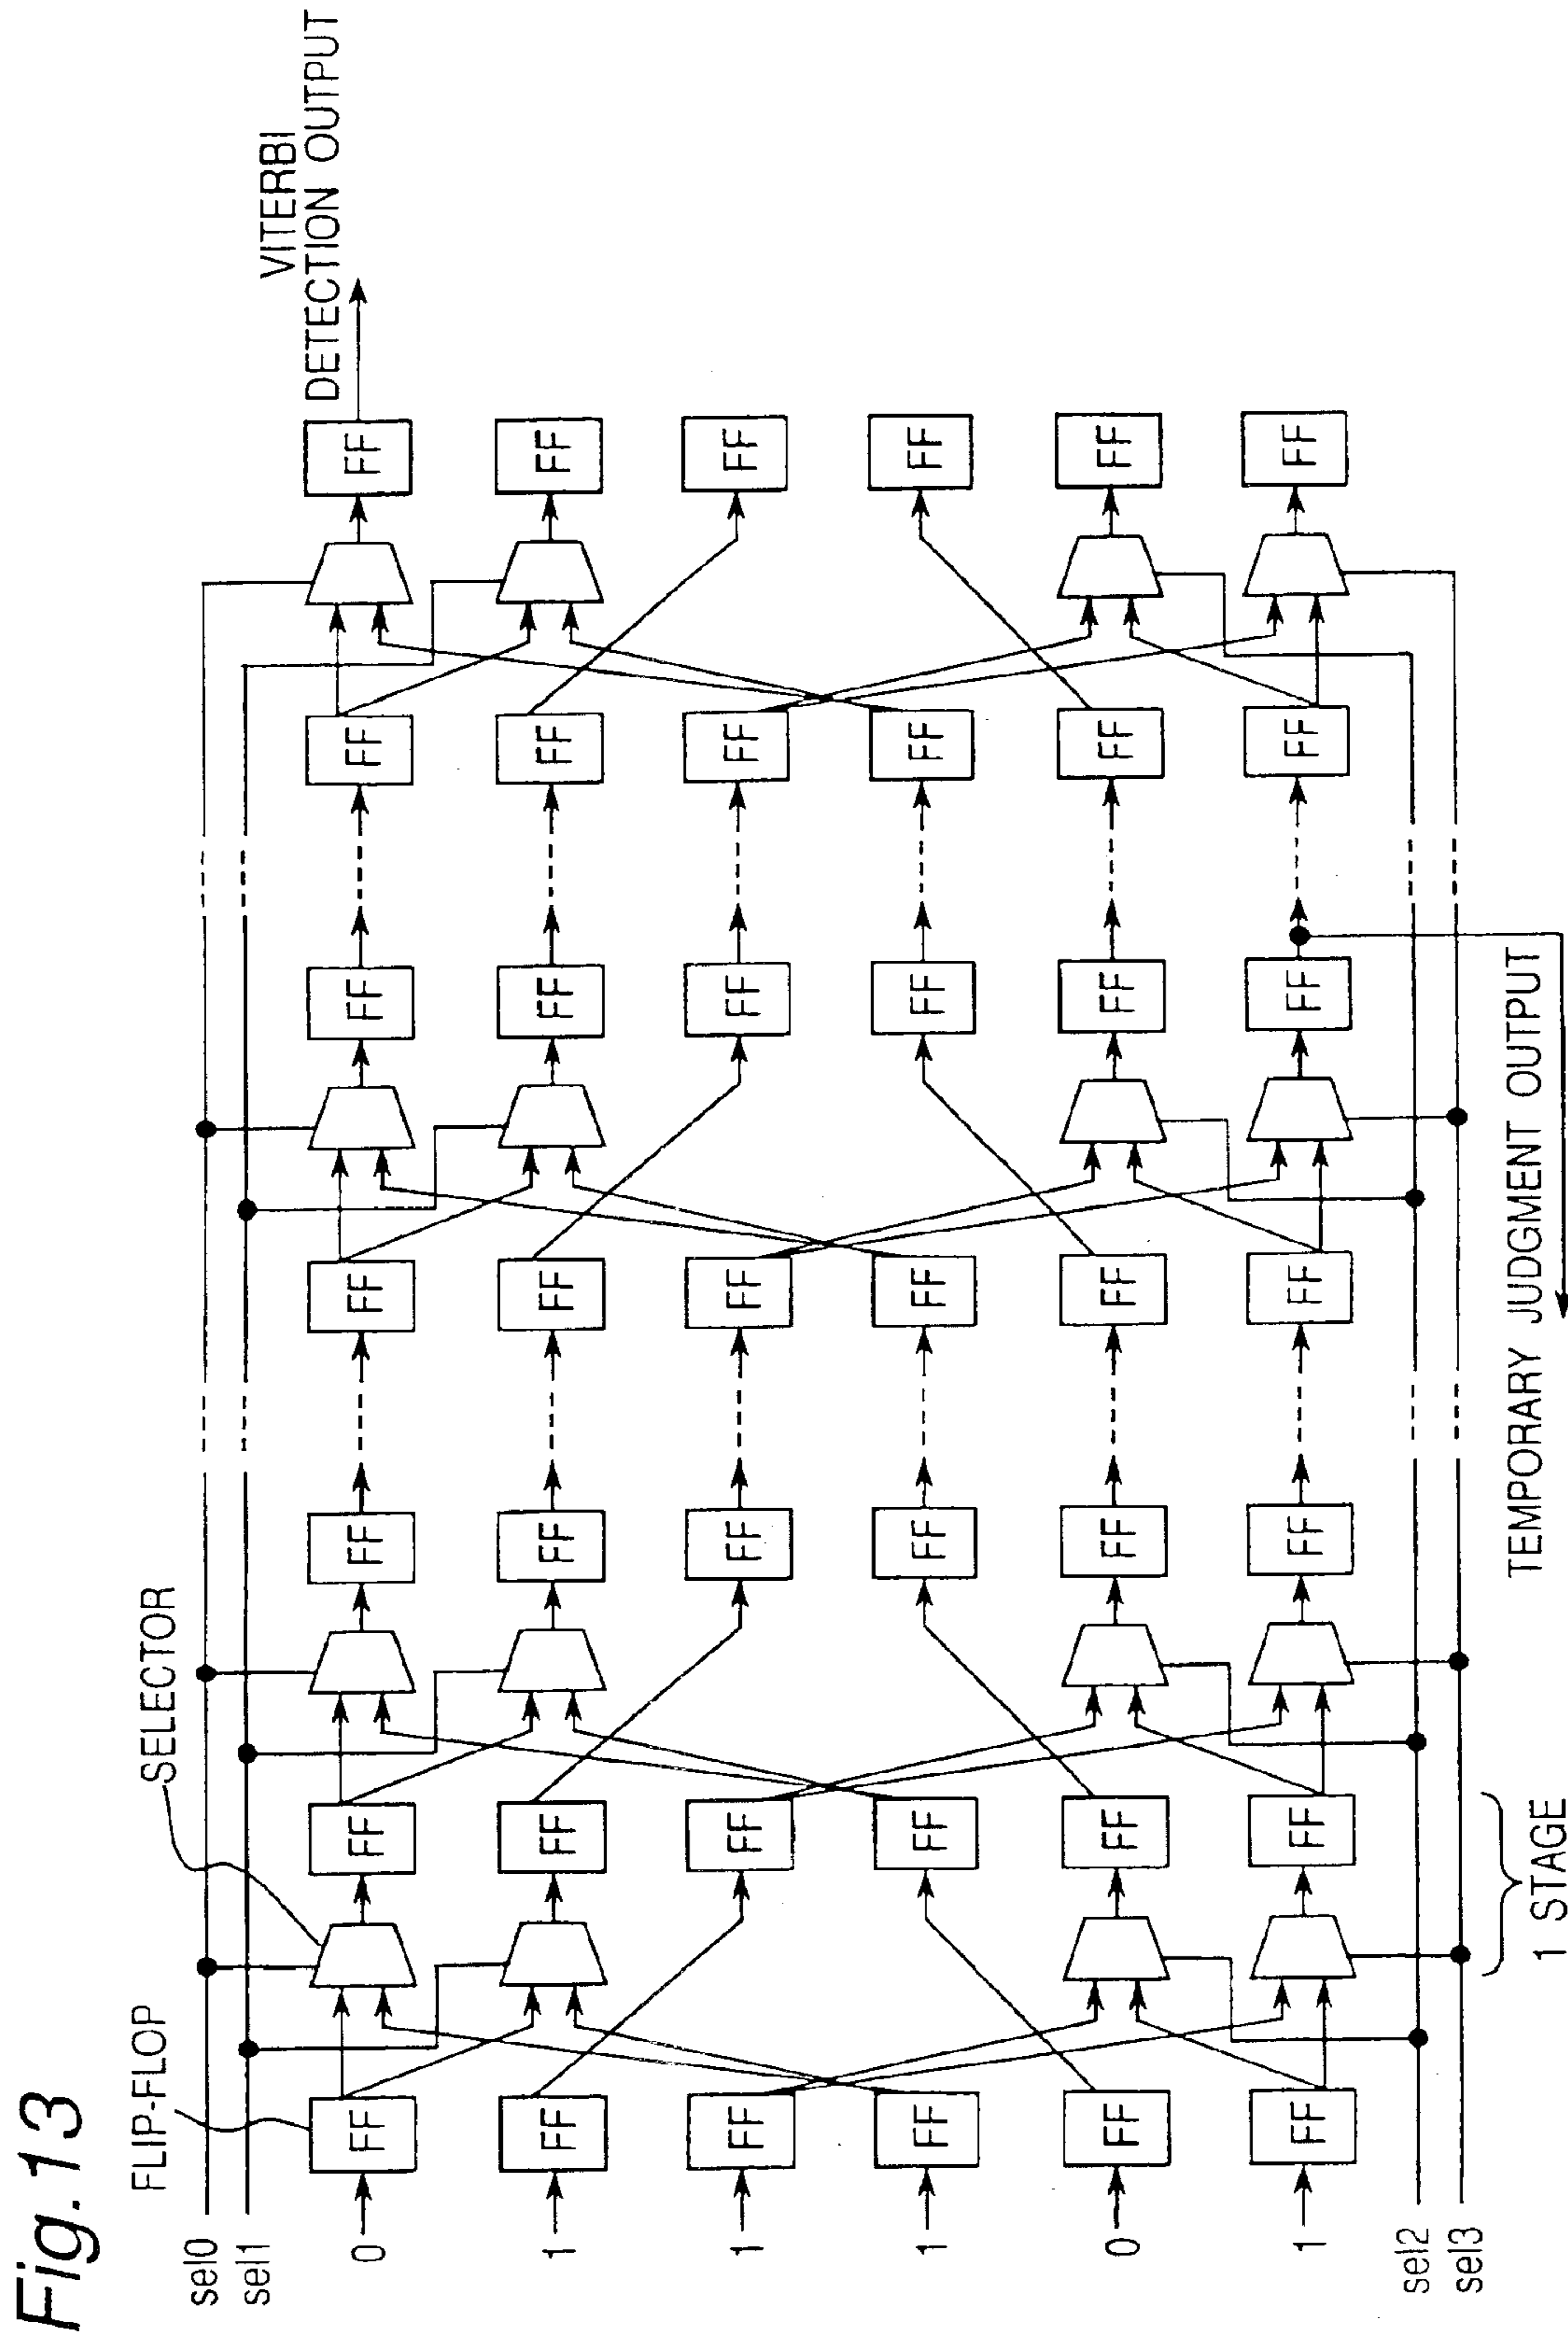 Fig.13
FLIP-FLOP
SELECTOR
sel0
sel1
VITERBI
DETECTION OUTPUT
0 FF FF FF FF FF FF FF
1 FF FF FF FF FF FF FF
1 FF FF FF FF FF FF FF
1 FF FF FF FF FF FF FF
0 FF FF FF FF FF FF FF
1 FF FF FF FF FF FF FF
sel2
sel3
1 STAGE
TEMPORARY JUDGMENT OUTPUT